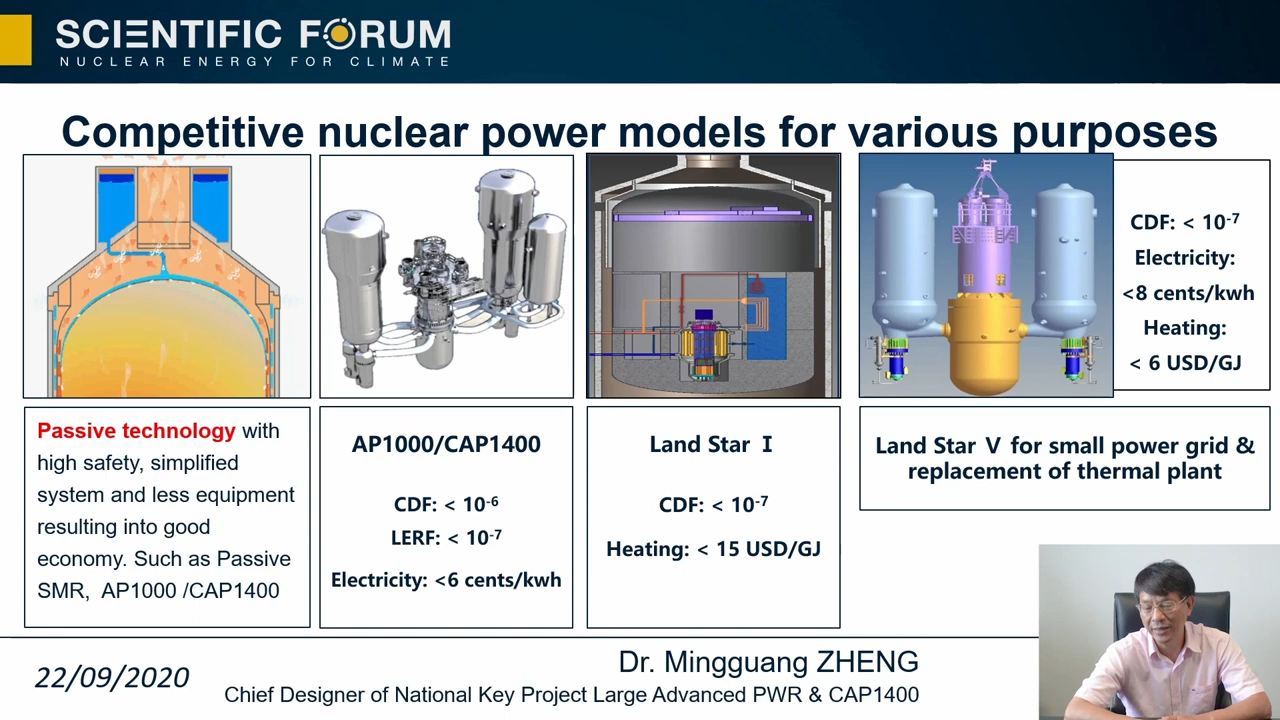 SCIENTIFIC FORUM
NUCLEAR ENERGY FOR CLIMATE
Competitive nuclear power models for various purposes
CDF: < 10⁻⁷
Electricity:
<8 cents/kwh
Heating:
< 6 USD/GJ
Passive technology with
high safety, simplified
system and less equipment
resulting into good
economy. Such as Passive
SMR, AP1000 /CAP1400
AP1000/CAP1400
CDF: < 10⁻⁶
LERF: < 10⁻⁷
Electricity: <6 cents/kwh
Land Star Ⅰ
CDF: < 10⁻⁷
Heating: < 15 USD/GJ
Land Star Ⅴ for small power grid &
replacement of thermal plant
22/09/2020
Dr. Mingguang ZHENG
Chief Designer of National Key Project Large Advanced PWR & CAP1400